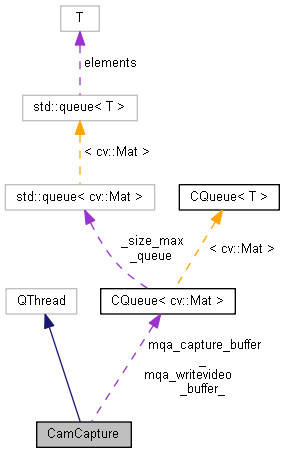 T
elements
std::queue< T >
< cv::Mat >
std::queue< cv::Mat >
CQueue< T >
_size_max
_queue
< cv::Mat >
QThread
CQueue< cv::Mat >
mqa_capture_buffer
_
mqa_writevideo
_buffer_
CamCapture